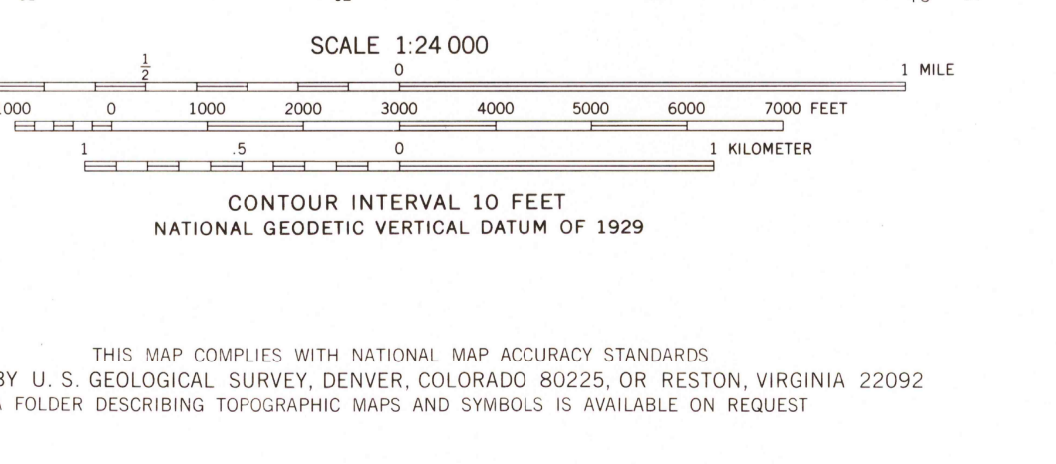 SCALE 1:24 000
1/2 0 1 MILE
0 1000 2000 3000 4000 5000 6000 7000 FEET
1 .5 0 1 KILOMETER
CONTOUR INTERVAL 10 FEET
NATIONAL GEODETIC VERTICAL DATUM OF 1929
THIS MAP COMPLIES WITH NATIONAL MAP ACCURACY STANDARDS
BY U. S. GEOLOGICAL SURVEY, DENVER, COLORADO 80225, OR RESTON, VIRGINIA 22092
FOLDER DESCRIBING TOPOGRAPHIC MAPS AND SYMBOLS IS AVAILABLE ON REQUEST